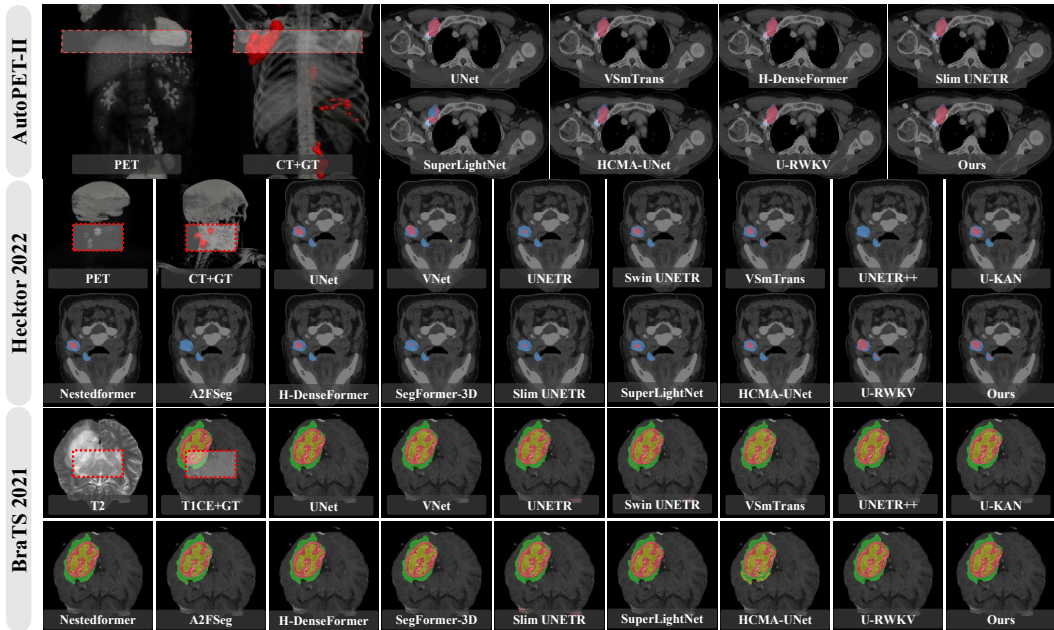 AutoPET-II
PET
CT+GT
UNet
VSmTrans
H-DenseFormer
Slim UNETR
SuperLightNet
HCMA-UNet
U-RWKV
Ours
Hecktor 2022
PET
CT+GT
UNet
VNet
UNETR
Swin UNETR
VSmTrans
UNETR++
U-KAN
Nestedformer
A2FSeg
H-DenseFormer
SegFormer-3D
Slim UNETR
SuperLightNet
HCMA-UNet
U-RWKV
Ours
BraTS 2021
T2
T1CE+GT
UNet
VNet
UNETR
Swin UNETR
VSmTrans
UNETR++
U-KAN
Nestedformer
A2FSeg
H-DenseFormer
SegFormer-3D
Slim UNETR
SuperLightNet
HCMA-UNet
U-RWKV
Ours